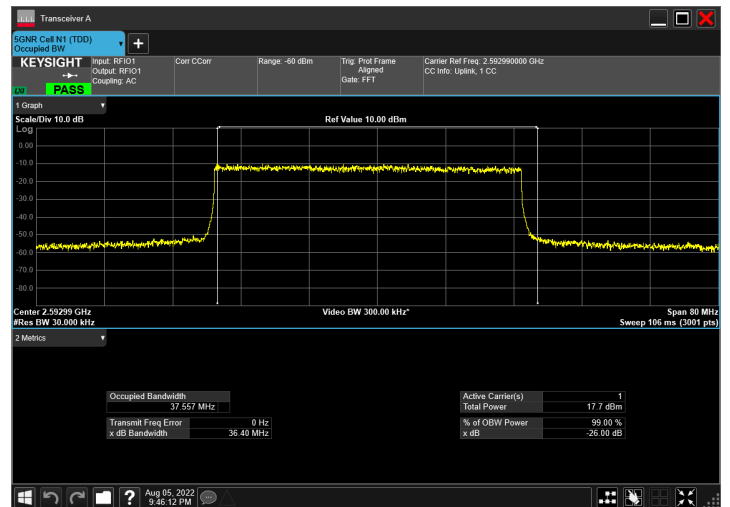 Transceiver A
5GNR Cell N1 (TDD)
Occupied BW
KEYSIGHT
LXI
PASS
Input: RFIO1
Output: RFIO1
Coupling: AC
Corr CCorr
Range: -60 dBm
Trig: Prot Frame
Aligned
Gate: FFT
Carrier Ref Freq: 2.592990000 GHz
CC Info: Uplink, 1 CC
1 Graph
Scale/Div 10.0 dB
Ref Value 10.00 dBm
Log
0.00
-10.0
-20.0
-30.0
-40.0
-50.0
-60.0
-70.0
-80.0
Center 2.59299 GHz
Video BW 300.00 kHz*
Span 80 MHz
#Res BW 30.000 kHz
Sweep 106 ms (3001 pts)
2 Metrics
Occupied Bandwidth
37.557 MHz
Transmit Freq Error 0 Hz
x dB Bandwidth 36.40 MHz
Active Carrier(s) 1
Total Power 17.7 dBm
% of OBW Power 99.00 %
x dB -26.00 dB
Aug 05, 2022
9:46:12 PM